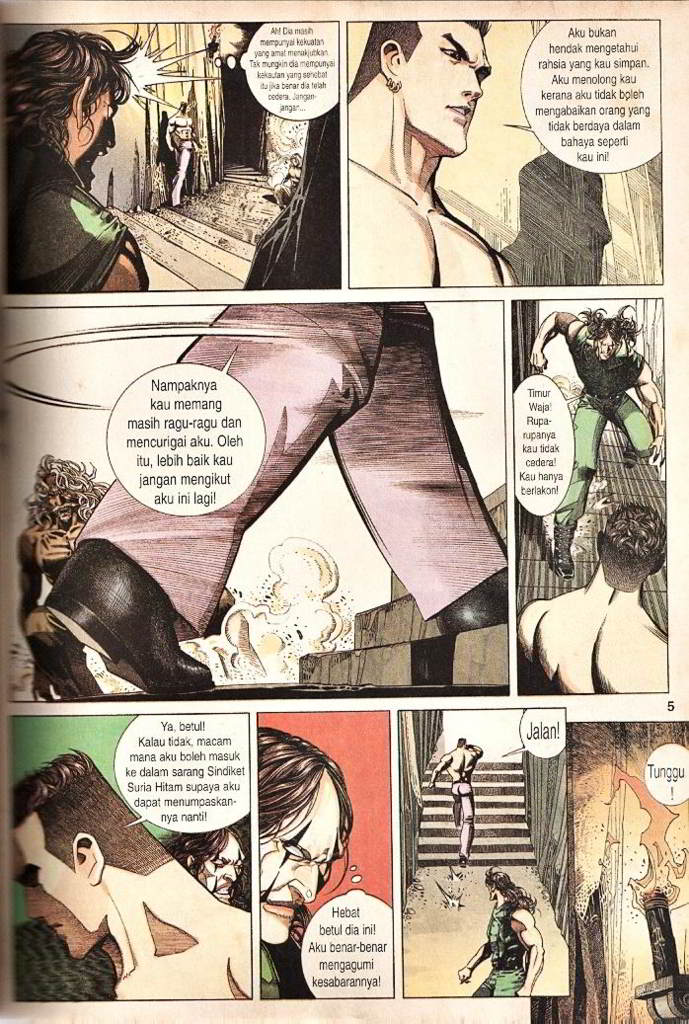 Ah! Dia masih
mempunyai kekuatan
yang amat menakjubkan.
Tak mungkin dia mempunyai
kekautan yang sehebat
itu jika benar dia telah
cedera. Jangan-
jangan...
Aku bukan
hendak mengetahui
rahsia yang kau simpan.
Aku menolong kau
kerana aku tidak boleh
mengabaikan orang yang
tidak berdaya dalam
bahaya seperti
kau ini!
Nampaknya
kau memang
masih ragu-ragu dan
mencurigai aku. Oleh
itu, lebih baik kau
jangan mengikut
aku ini lagi!
Timur
Waja!
Rupa-
rupanya
kau tidak
cedera!
Kau hanya
berlakon!
5
Ya, betul!
Kalau tidak, macam
mana aku boleh masuk
ke dalam sarang Sindiket
Suria Hitam supaya aku
dapat menumpaskan-
nya nanti!
Hebat
betul dia ini!
Aku benar-benar
mengagumi
kesabarannya!
Jalan!
Tunggu
!